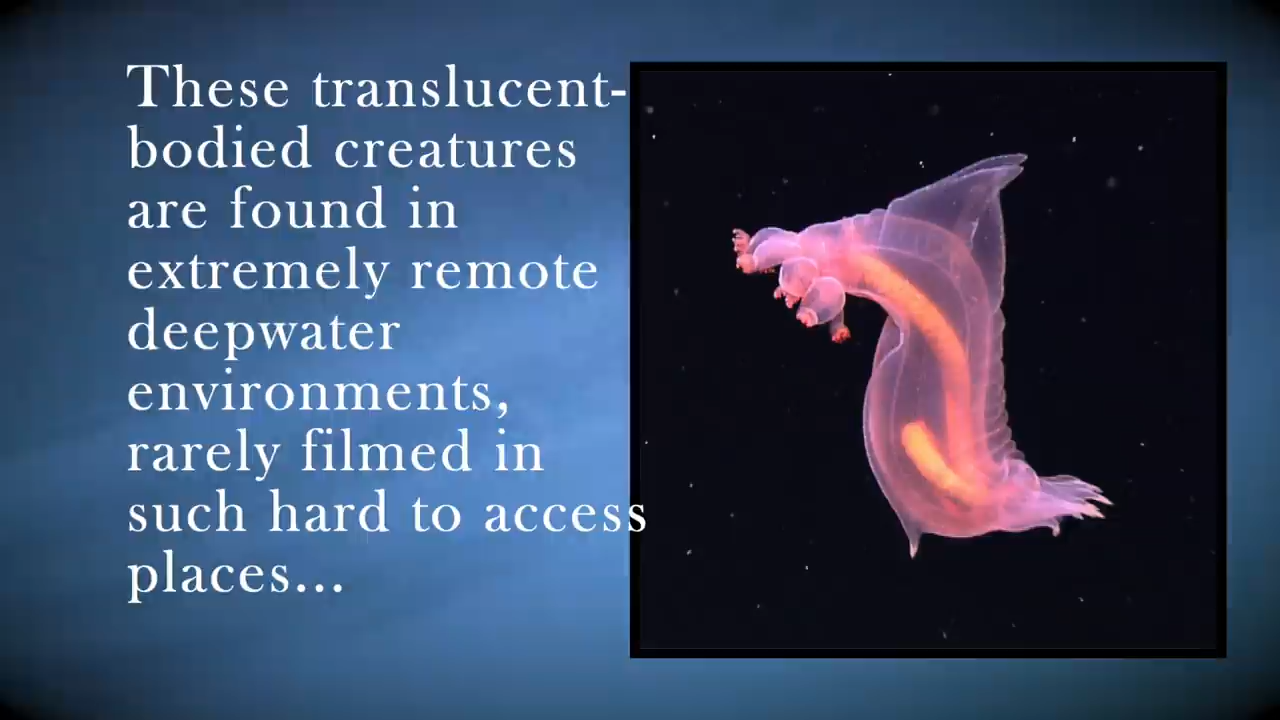 These translucent-
bodied creatures
are found in
extremely remote
deepwater
environments,
rarely filmed in
such hard to access
places...